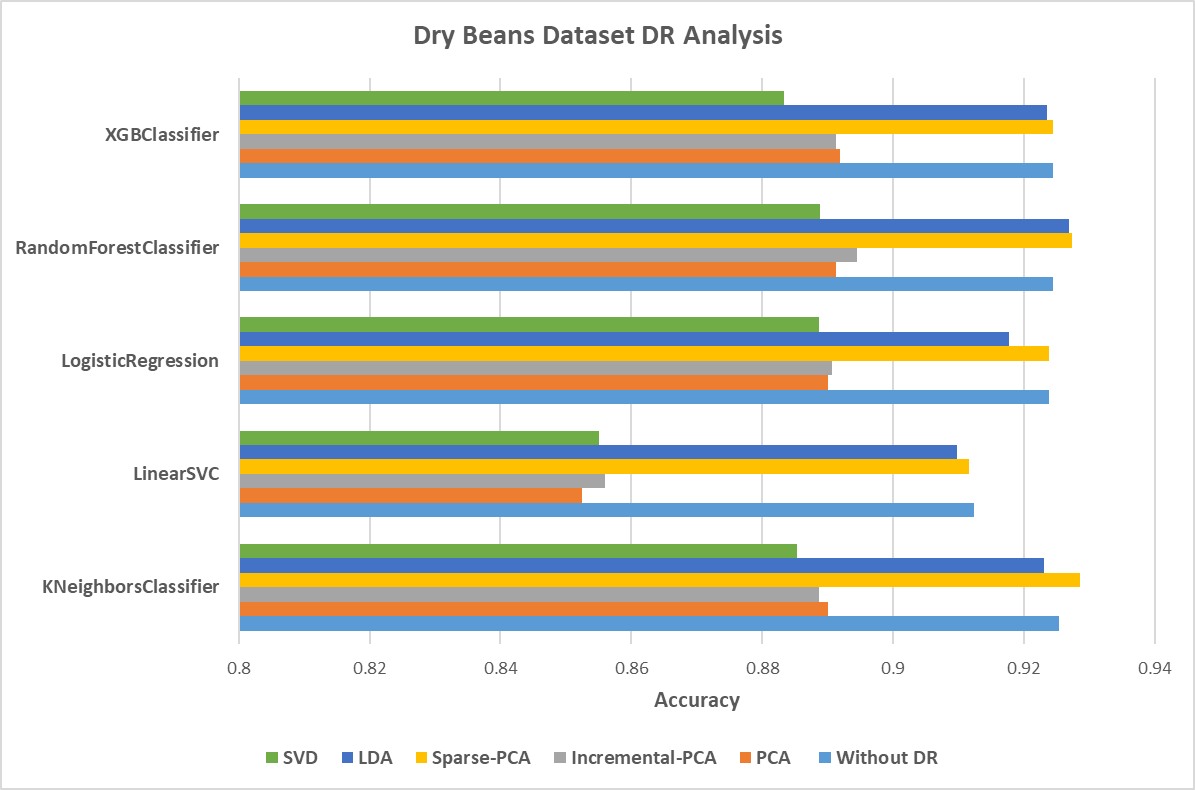 Dry Beans Dataset DR Analysis
XGBClassifier
RandomForestClassifier
LogisticRegression
LinearSVC
KNeighborsClassifier
0.8 0.82 0.84 0.86 0.88 0.9 0.92 0.94
Accuracy
SVD LDA Sparse-PCA Incremental-PCA PCA Without DR